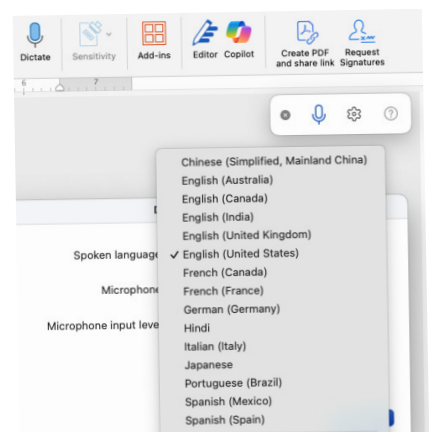 Dictate
Sensitivity
Add-ins
Editor
Copilot
Create PDF
and share link
Request
Signatures
6
7
Chinese (Simplified, Mainland China)
English (Australia)
English (Canada)
English (India)
English (United Kingdom)
Spoken language
✓ English (United States)
French (Canada)
Microphone
French (France)
German (Germany)
Microphone input leve
Hindi
Italian (Italy)
Japanese
Portuguese (Brazil)
Spanish (Mexico)
Spanish (Spain)